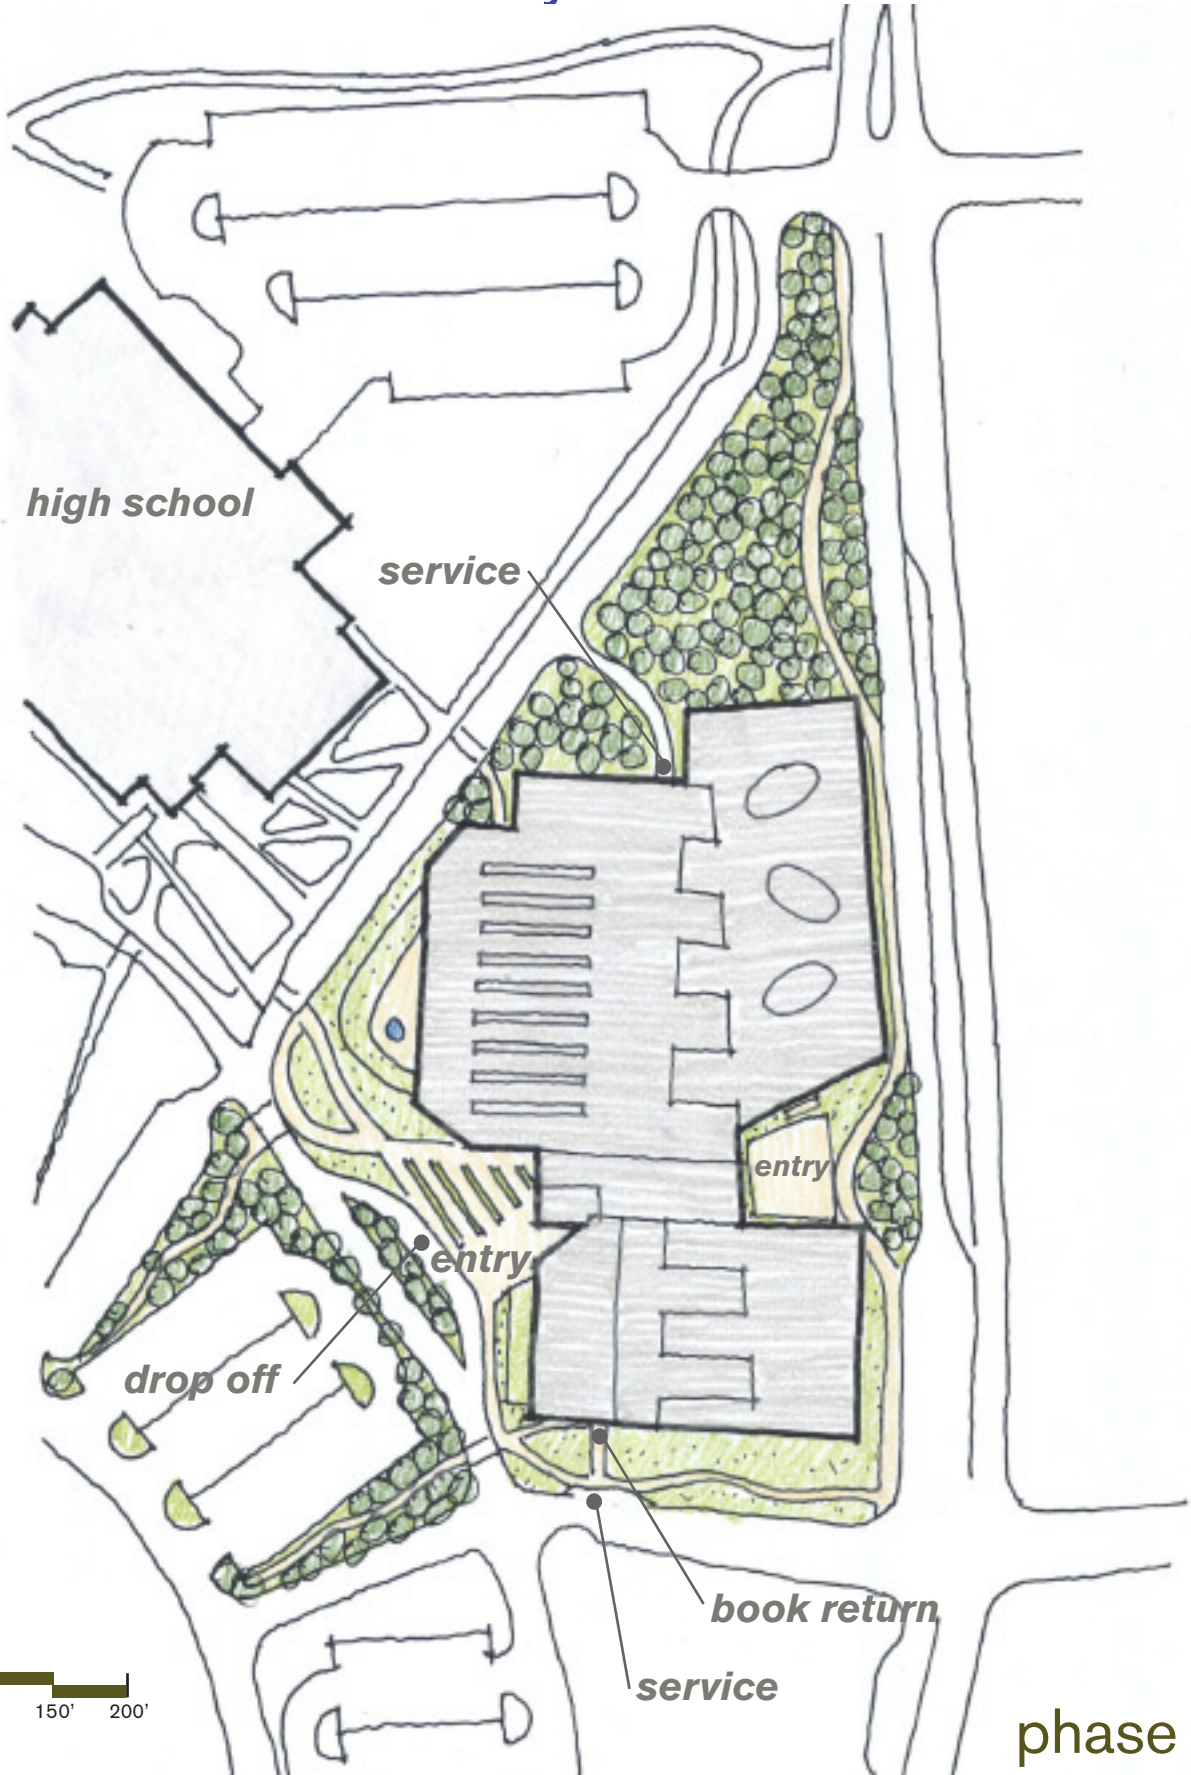 high school
service
entry
entry
drop off
book return
service
150' 200'
phase